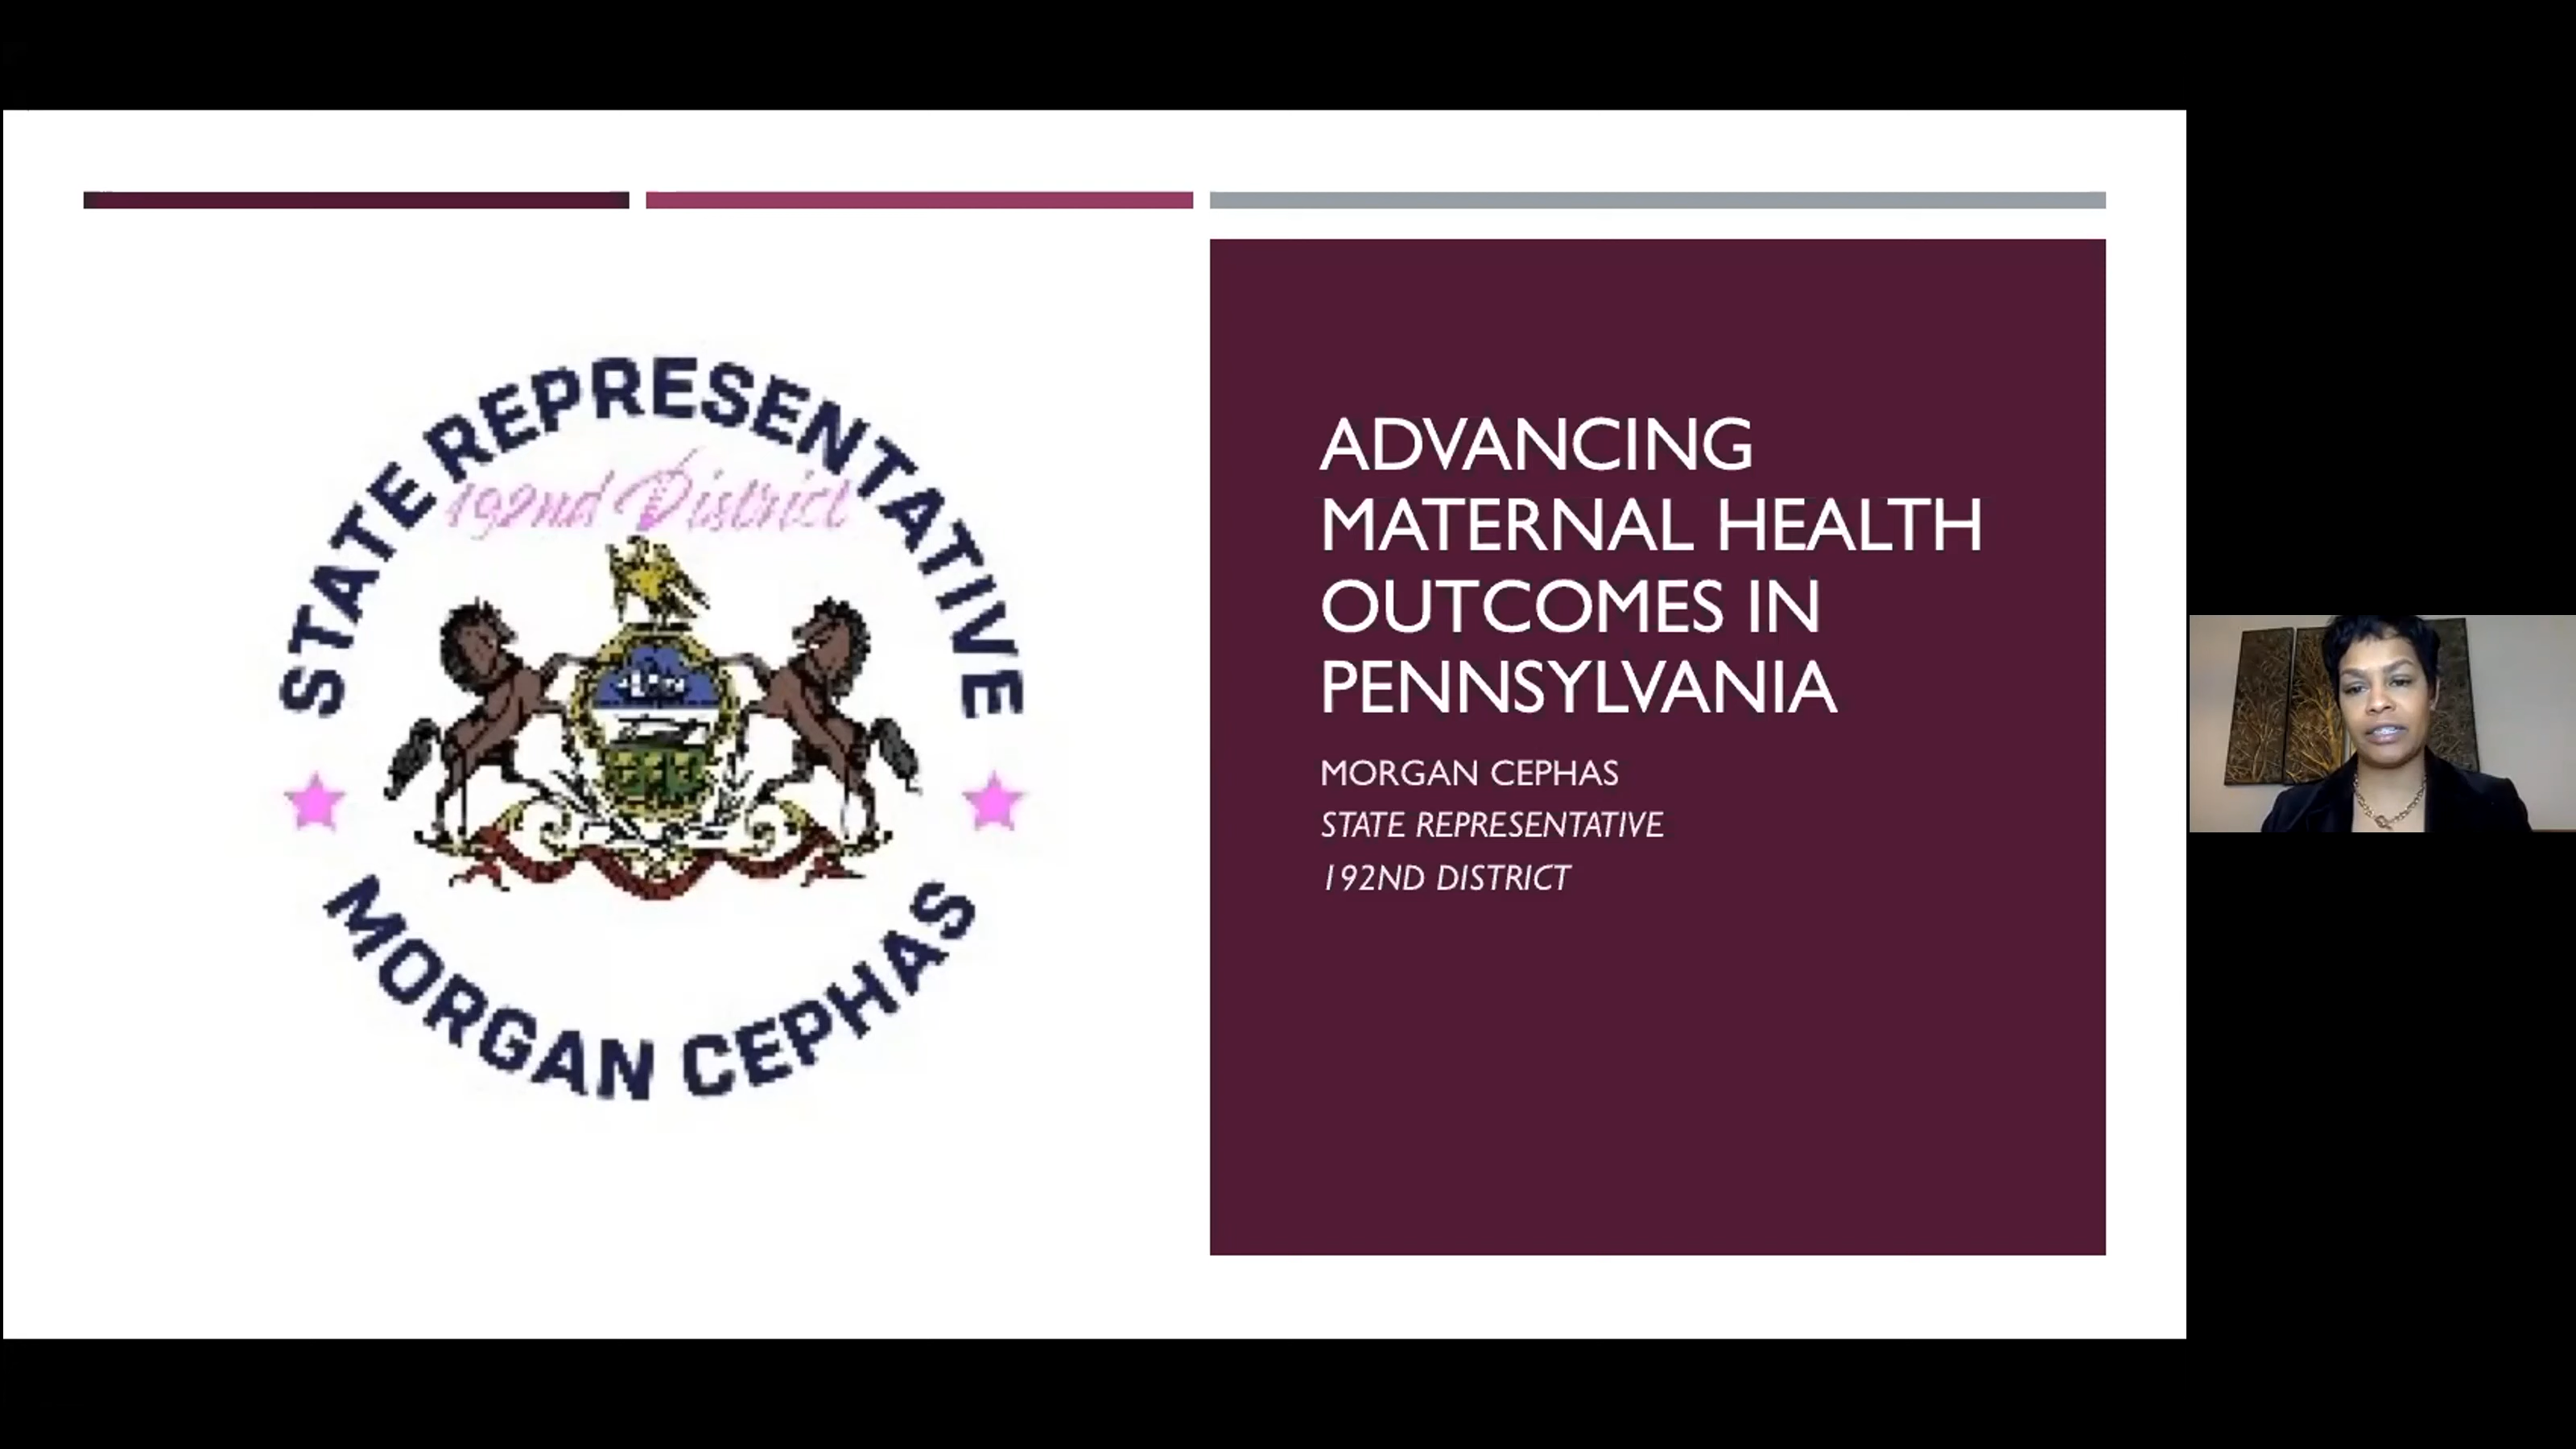 STATE REPRESENTATIVE
192nd District
MORGAN CEPHAS
ADVANCING
MATERNAL HEALTH
OUTCOMES IN
PENNSYLVANIA
MORGAN CEPHAS
STATE REPRESENTATIVE
192ND DISTRICT